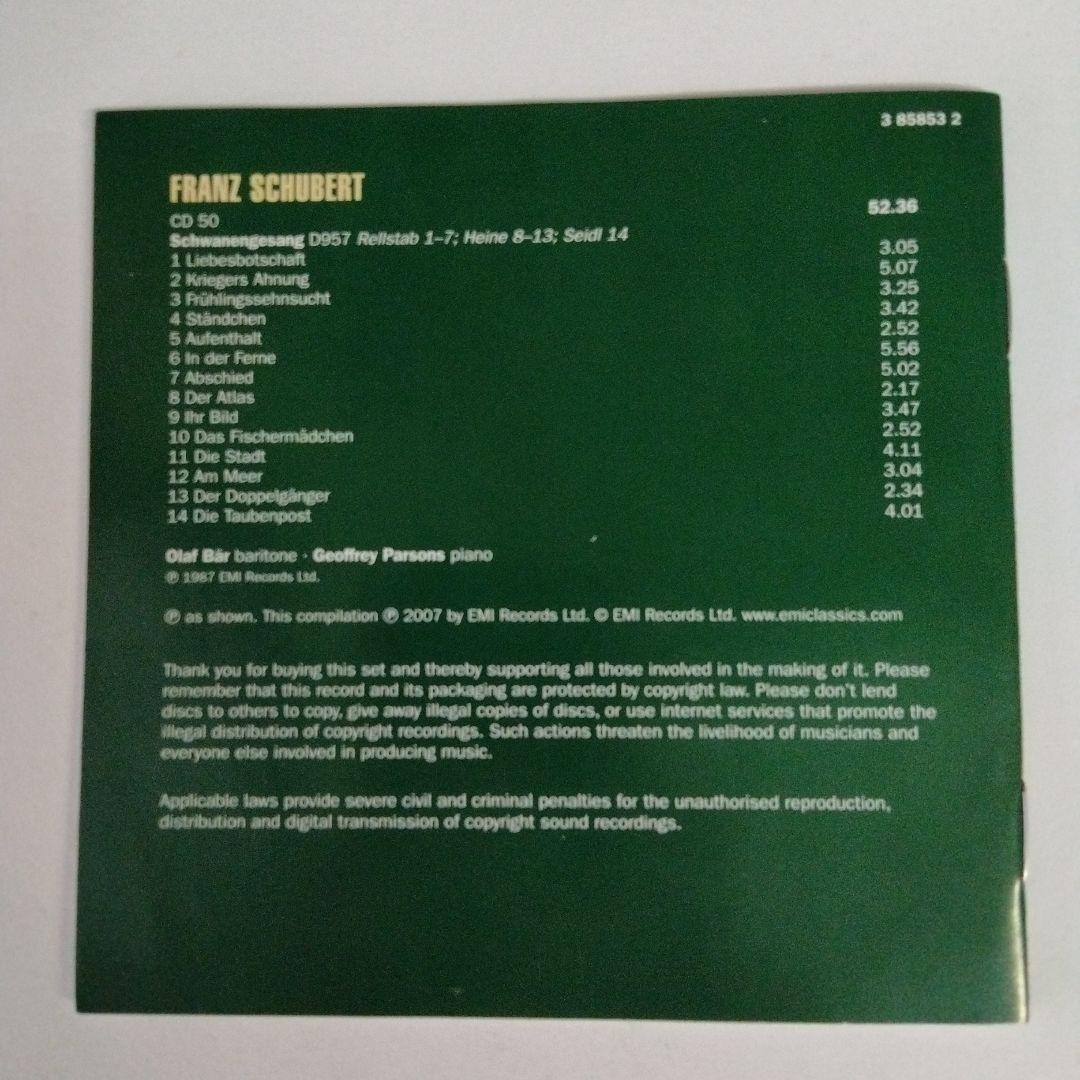 3 85853 2
FRANZ SCHUBERT
CD 50 52.36
Schwanengesang D957 Rellstab 1–7; Heine 8–13; Seidl 14
1 Liebesbotschaft 3.05
2 Kriegers Ahnung 5.07
3 Frühlingssehnsucht 3.25
4 Ständchen 3.42
5 Aufenthalt 2.52
6 In der Ferne 5.56
7 Abschied 5.02
8 Der Atlas 2.17
9 Ihr Bild 3.47
10 Das Fischermädchen 2.52
11 Die Stadt 4.11
12 Am Meer 3.04
13 Der Doppelgänger 2.34
14 Die Taubenpost 4.01
Olaf Bär baritone · Geoffrey Parsons piano
℗ 1987 EMI Records Ltd.
℗ as shown. This compilation ℗ 2007 by EMI Records Ltd. © EMI Records Ltd. www.emiclassics.com
Thank you for buying this set and thereby supporting all those involved in the making of it. Please
remember that this record and its packaging are protected by copyright law. Please don't lend
discs to others to copy, give away illegal copies of discs, or use internet services that promote the
illegal distribution of copyright recordings. Such actions threaten the livelihood of musicians and
everyone else involved in producing music.
Applicable laws provide severe civil and criminal penalties for the unauthorised reproduction,
distribution and digital transmission of copyright sound recordings.